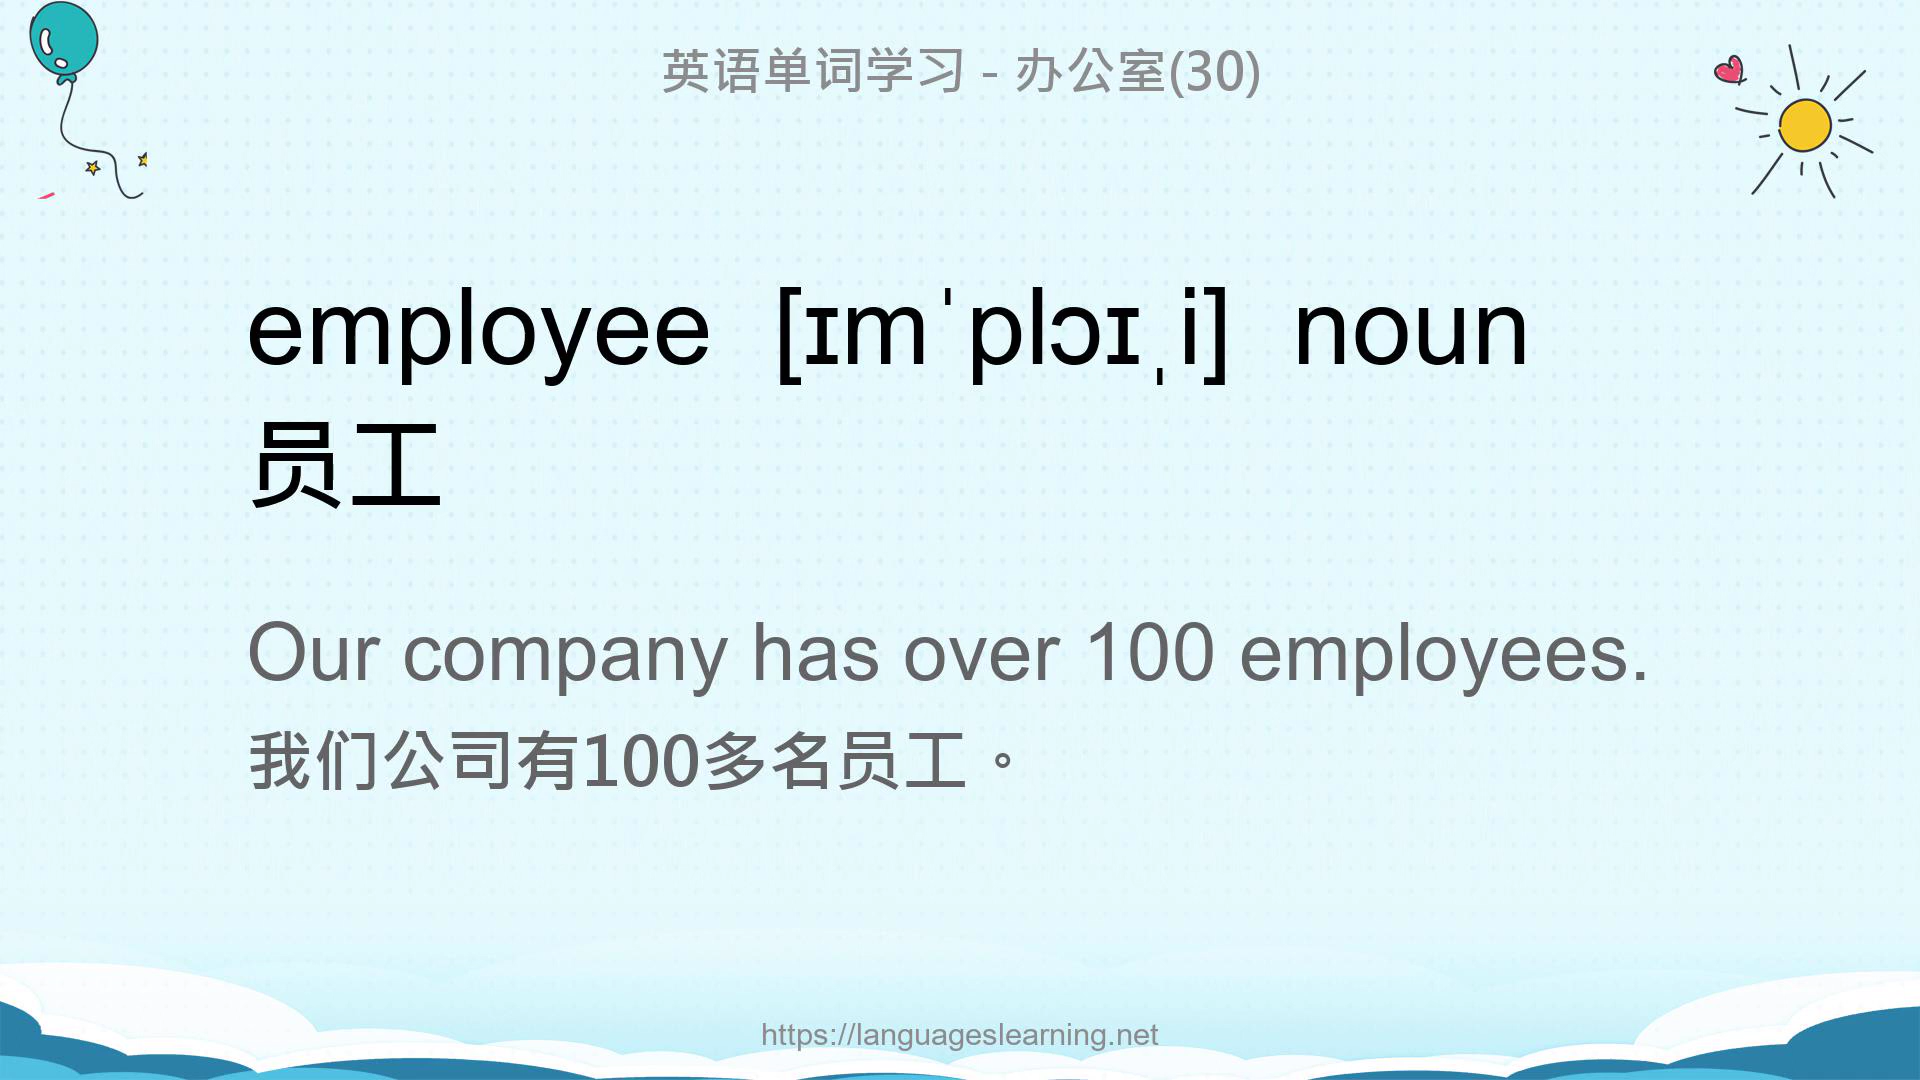 英语单词学习 - 办公室(30)
employee [ɪmˈplɔɪˌi] noun
员工
Our company has over 100 employees.
我们公司有100多名员工。
https://languageslearning.net